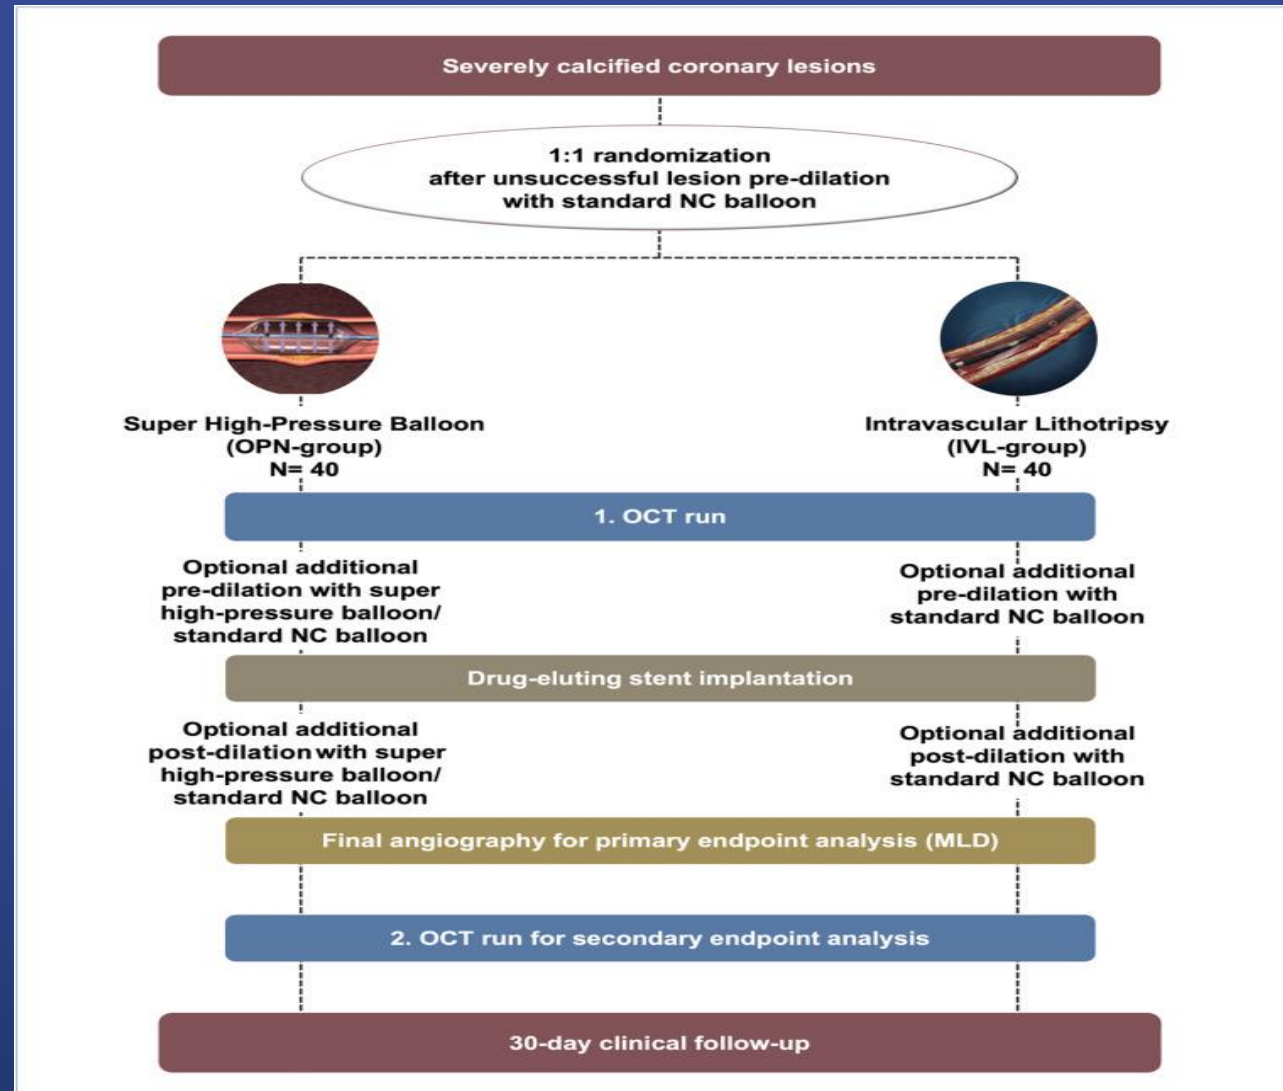 Severely calcified coronary lesions
1:1 randomization
after unsuccessful lesion pre-dilation
with standard NC balloon
Super High-Pressure Balloon
(OPN-group)
N= 40
Intravascular Lithotripsy
(IVL-group)
N= 40
1. OCT run
Optional additional
pre-dilation with super
high-pressure balloon/
standard NC balloon
Optional additional
pre-dilation with
standard NC balloon
Drug-eluting stent implantation
Optional additional
post-dilation with super
high-pressure balloon/
standard NC balloon
Optional additional
post-dilation with
standard NC balloon
Final angiography for primary endpoint analysis (MLD)
2. OCT run for secondary endpoint analysis
30-day clinical follow-up